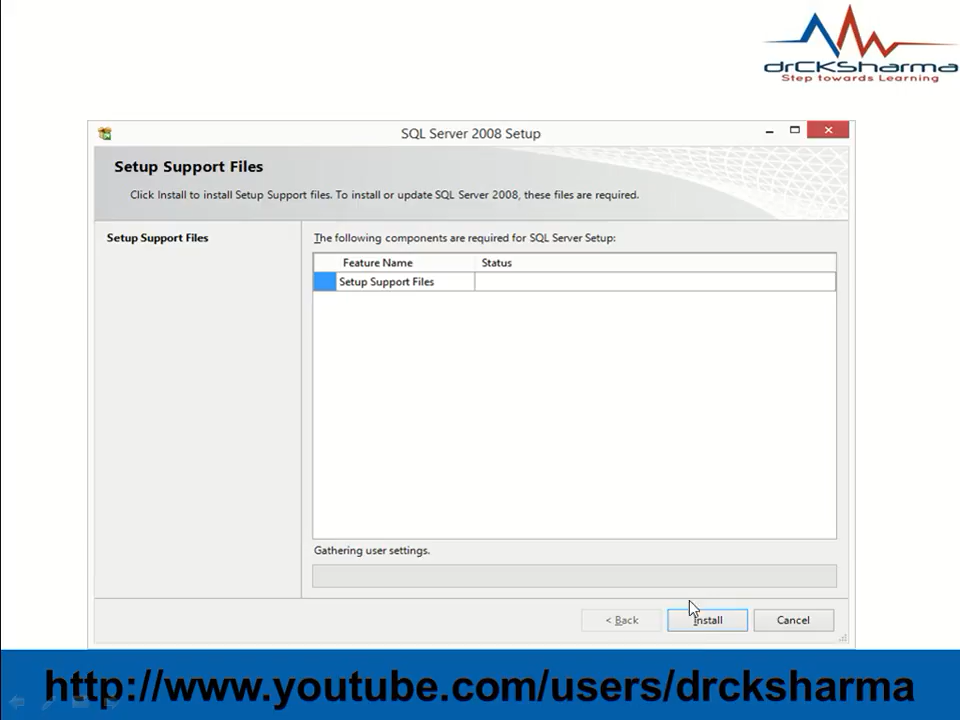 drCKSharma
Step towards Learning
SQL Server 2008 Setup
Setup Support Files
Click Install to install Setup Support files. To install or update SQL Server 2008, these files are required.
Setup Support Files
The following components are required for SQL Server Setup:
Feature Name Status
Setup Support Files
Gathering user settings.
< Back Install Cancel
http://www.youtube.com/users/drcksharma